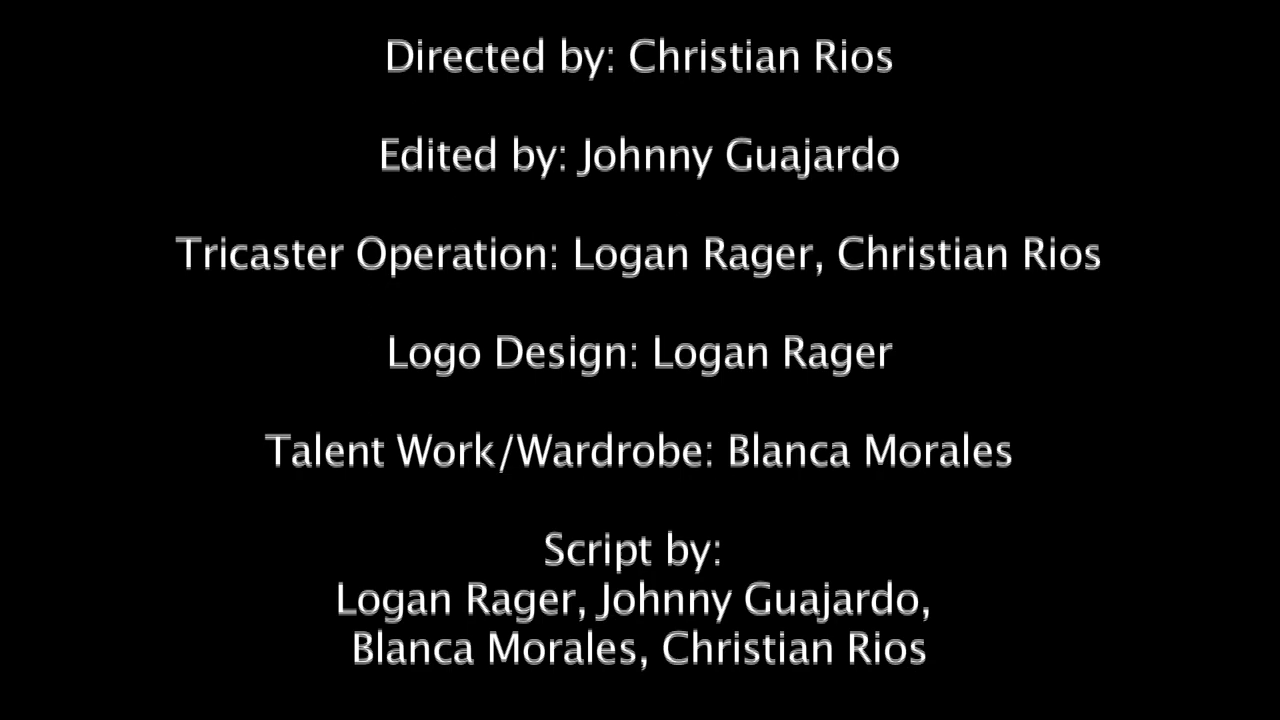 Directed by: Christian Rios
Edited by: Johnny Guajardo
Tricaster Operation: Logan Rager, Christian Rios
Logo Design: Logan Rager
Talent Work/Wardrobe: Blanca Morales
Script by:
Logan Rager, Johnny Guajardo,
Blanca Morales, Christian Rios